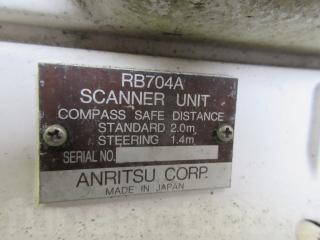 RB704A
SCANNER UNIT
COMPASS SAFE DISTANCE
STANDARD 2.0m
STEERING 1.4m
SERIAL NO.
ANRITSU CORP.
MADE IN JAPAN